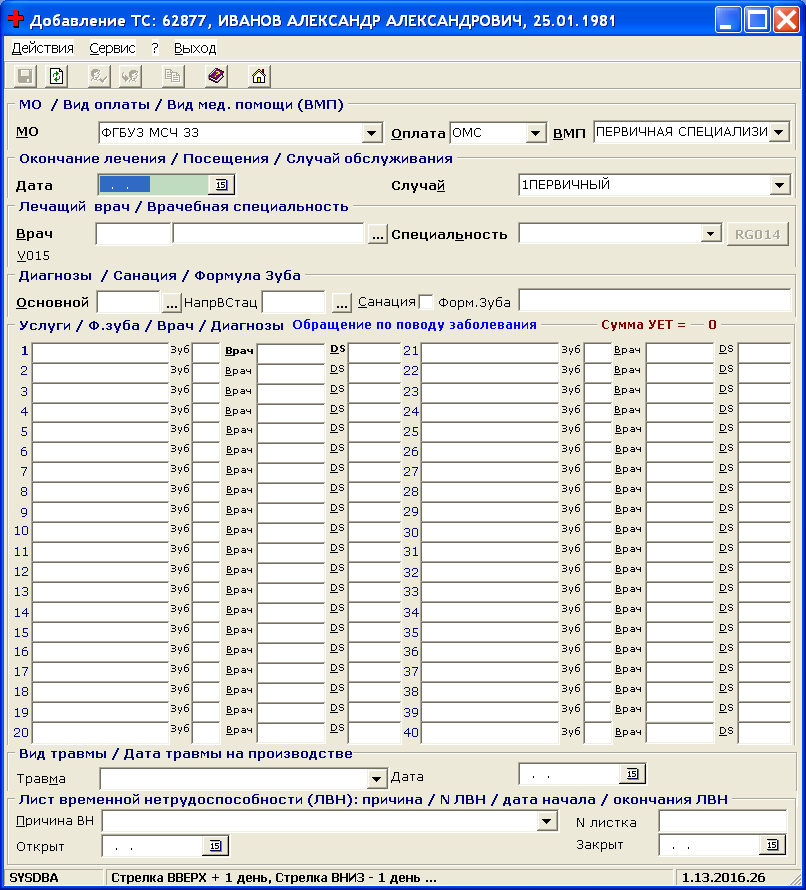 Добавление ТС: 62877, ИВАНОВ АЛЕКСАНДР АЛЕКСАНДРОВИЧ, 25.01.1981
Действия Сервис ? Выход
МО / Вид оплаты / Вид мед. помощи (ВМП)
МО ФГБУЗ МСЧ 33 Оплата ОМС ВМП ПЕРВИЧНАЯ СПЕЦИАЛИЗИ
Окончание лечения / Посещения / Случай обслуживания
Дата . . 15 Случай 1ПЕРВИЧНЫЙ
Лечащий врач / Врачебная специальность
Врач ... Специальность RG014
V015
Диагнозы / Санация / Формула Зуба
Основной ... НапрВСтац ... Санация Форм.Зуба
Услуги / Ф.зуба / Врач / Диагнозы Обращение по поводу заболевания Сумма УЕТ = 0
1 Зуб Врач DS 21 Зуб Врач DS
2 Зуб Врач DS 22 Зуб Врач DS
3 Зуб Врач DS 23 Зуб Врач DS
4 Зуб Врач DS 24 Зуб Врач DS
5 Зуб Врач DS 25 Зуб Врач DS
6 Зуб Врач DS 26 Зуб Врач DS
7 Зуб Врач DS 27 Зуб Врач DS
8 Зуб Врач DS 28 Зуб Врач DS
9 Зуб Врач DS 29 Зуб Врач DS
10 Зуб Врач DS 30 Зуб Врач DS
11 Зуб Врач DS 31 Зуб Врач DS
12 Зуб Врач DS 32 Зуб Врач DS
13 Зуб Врач DS 33 Зуб Врач DS
14 Зуб Врач DS 34 Зуб Врач DS
15 Зуб Врач DS 35 Зуб Врач DS
16 Зуб Врач DS 36 Зуб Врач DS
17 Зуб Врач DS 37 Зуб Врач DS
18 Зуб Врач DS 38 Зуб Врач DS
19 Зуб Врач DS 39 Зуб Врач DS
20 Зуб Врач DS 40 Зуб Врач DS
Вид травмы / Дата травмы на производстве
Травма Дата . . 15
Лист временной нетрудоспособности (ЛВН): причина / N ЛВН / дата начала / окончания ЛВН
Причина ВН N листка
Открыт . . 15 Закрыт . . 15
SYSDBA Стрелка ВВЕРХ + 1 день, Стрелка ВНИЗ - 1 день ... 1.13.2016.26